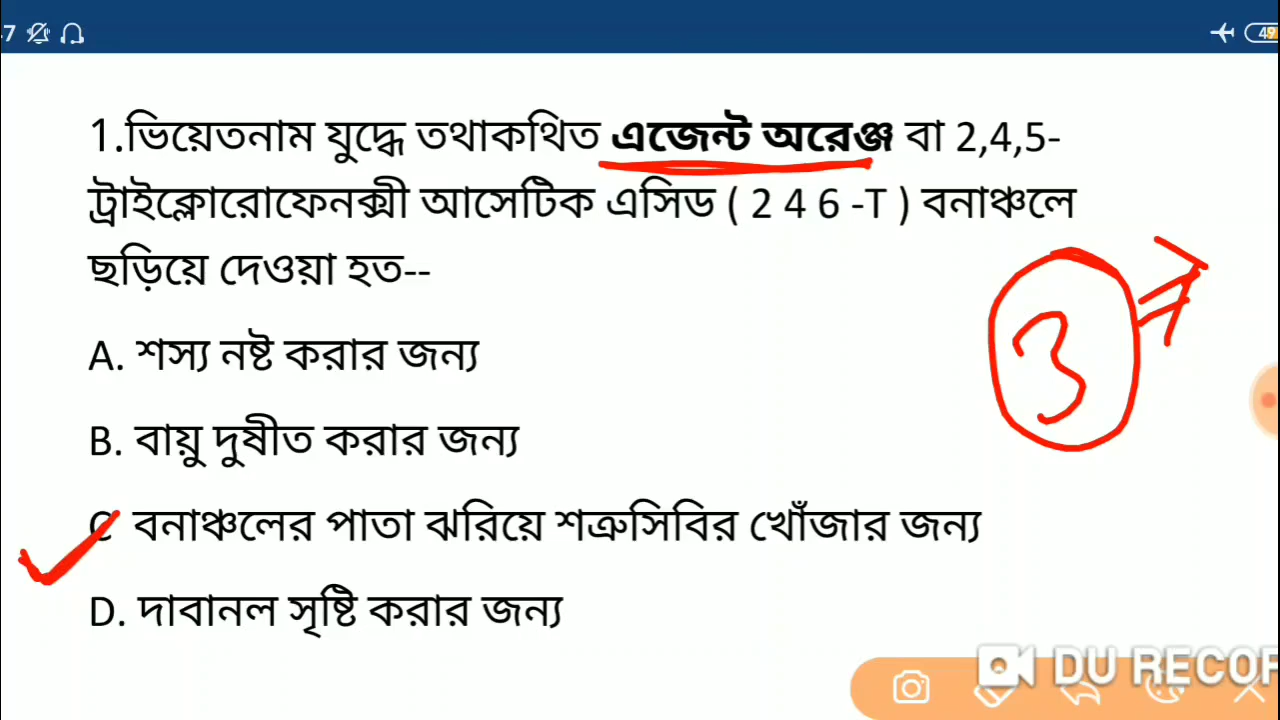 7
49
1.ভিয়েতনাম যুদ্ধে তথাকথিত এজেন্ট অরেঞ্জ বা 2,4,5-
ট্রাইক্লোরোফেনক্সী আসেটিক এসিড ( 2 4 6 -T ) বনাঞ্চলে
ছড়িয়ে দেওয়া হত--
3
A. শস্য নষ্ট করার জন্য
B. বায়ু দুষীত করার জন্য
C বনাঞ্চলের পাতা ঝরিয়ে শত্রুসিবির খোঁজার জন্য
D. দাবানল সৃষ্টি করার জন্য
DU RECOR